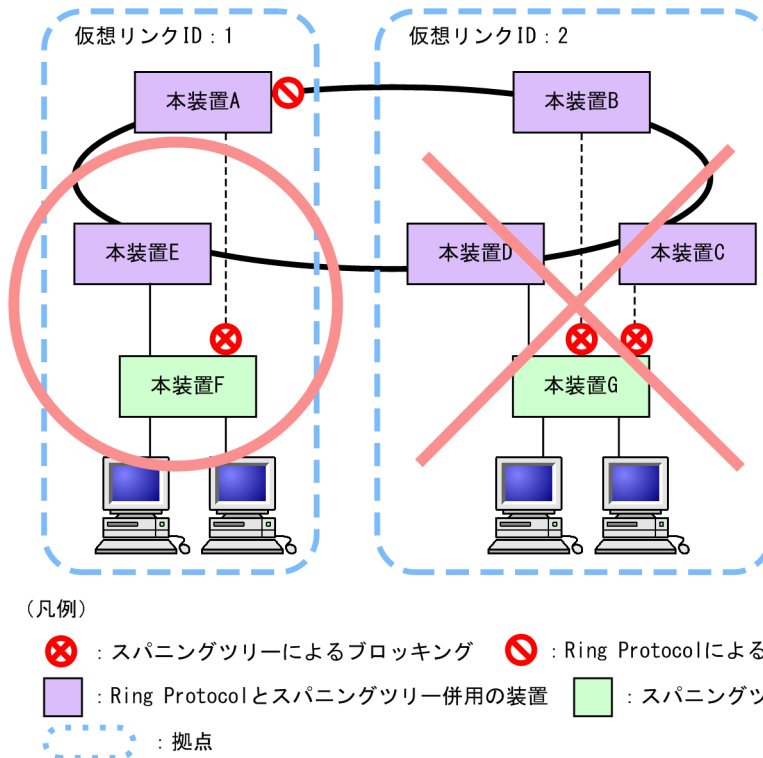 仮想リンクID：1
仮想リンクID：2
本装置A
本装置B
本装置E
本装置D
本装置C
本装置F
本装置G
（凡例）
：スパニングツリーによるブロッキング
：Ring Protocolによる
：Ring Protocolとスパニングツリー併用の装置
：スパニングツ
：拠点